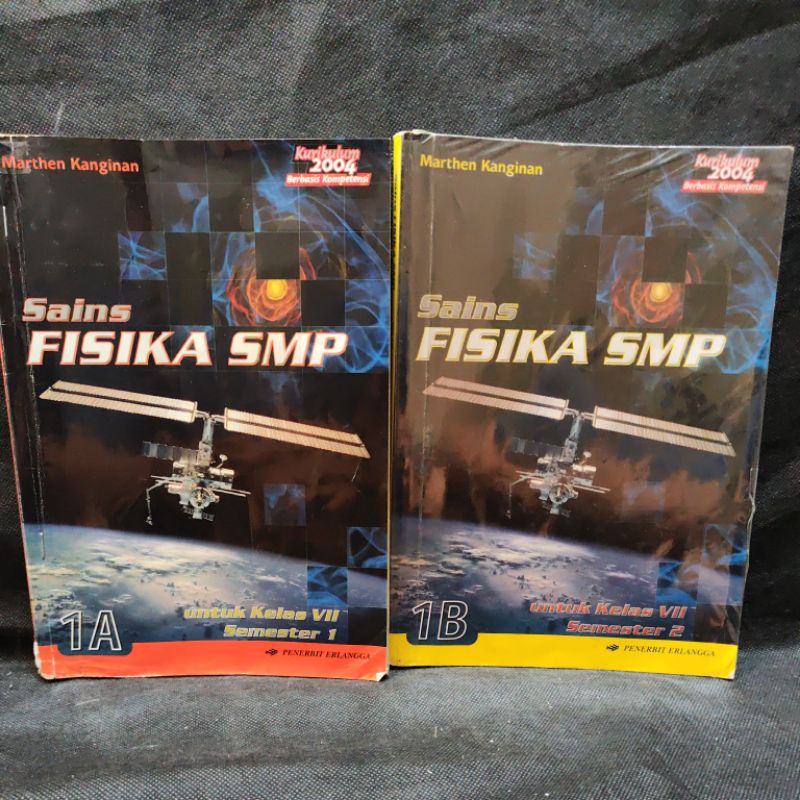 Marthen Kanginan
Kurikulum
2004
Berbasis Kompetensi
Sains
FISIKA SMP
1A
untuk Kelas VII
Semester 1
PENERBIT ERLANGGA
Marthen Kanginan
Kurikulum
2004
Berbasis Kompetensi
Sains
FISIKA SMP
1B
untuk Kelas VII
Semester 2
PENERBIT ERLANGGA